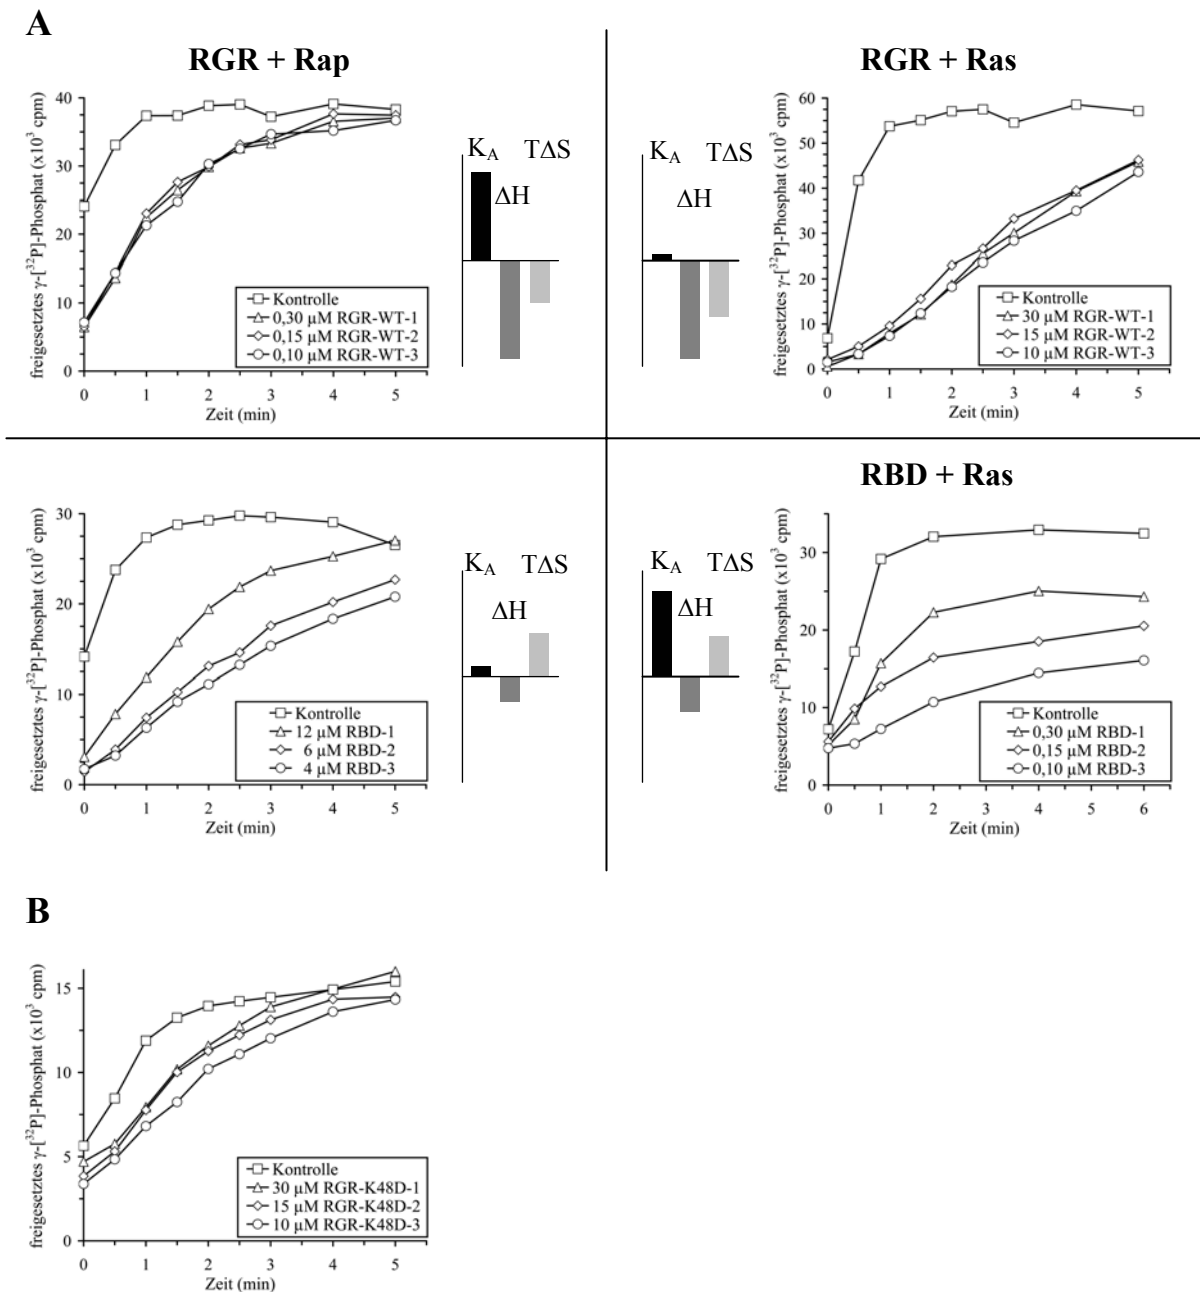 A
RGR + Rap
freigesetztes γ-[³²P]-Phosphat (x10³ cpm)
40
30
20
10
0
0 1 2 3 4 5
Zeit (min)
Kontrolle
0,30 µM RGR-WT-1
0,15 µM RGR-WT-2
0,10 µM RGR-WT-3
K_A TΔS
ΔH
RGR + Ras
K_A TΔS
ΔH
freigesetztes γ-[³²P]-Phosphat (x10³ cpm)
60
50
40
30
20
10
0
0 1 2 3 4 5
Zeit (min)
Kontrolle
30 µM RGR-WT-1
15 µM RGR-WT-2
10 µM RGR-WT-3
freigesetztes γ-[³²P]-Phosphat (x10³ cpm)
30
20
10
0
0 1 2 3 4 5
Zeit (min)
Kontrolle
12 µM RBD-1
6 µM RBD-2
4 µM RBD-3
K_A TΔS
ΔH
RBD + Ras
K_A TΔS
ΔH
freigesetztes γ-[³²P]-Phosphat (x10³ cpm)
30
20
10
0
0 1 2 3 4 5 6
Zeit (min)
Kontrolle
0,30 µM RBD-1
0,15 µM RBD-2
0,10 µM RBD-3
B
freigesetztes γ-[³²P]-Phosphat (x10³ cpm)
15
10
5
0
0 1 2 3 4 5
Zeit (min)
Kontrolle
30 µM RGR-K48D-1
15 µM RGR-K48D-2
10 µM RGR-K48D-3